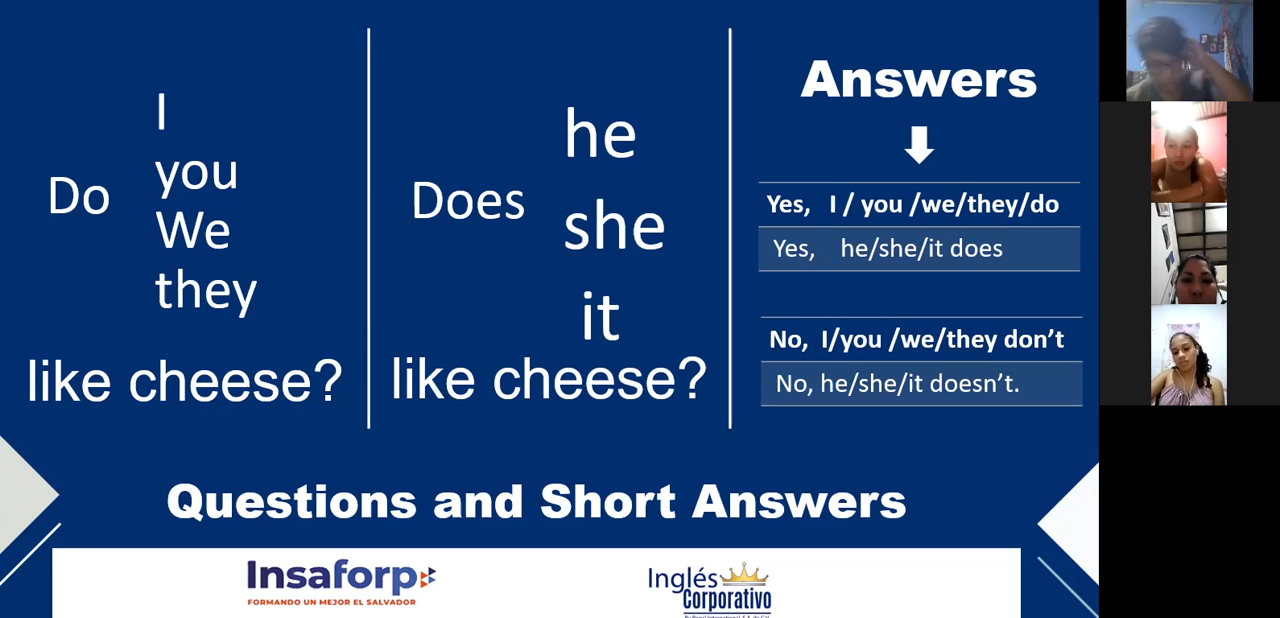 Do
I
you
We
they
like cheese?
Does
he
she
it
like cheese?
Answers
Yes, I / you /we/they/do
Yes, he/she/it does
No, I/you /we/they don’t
No, he/she/it doesn’t.
Questions and Short Answers
Insaforp
FORMANDO UN MEJOR EL SALVADOR
Inglés
Corporativo